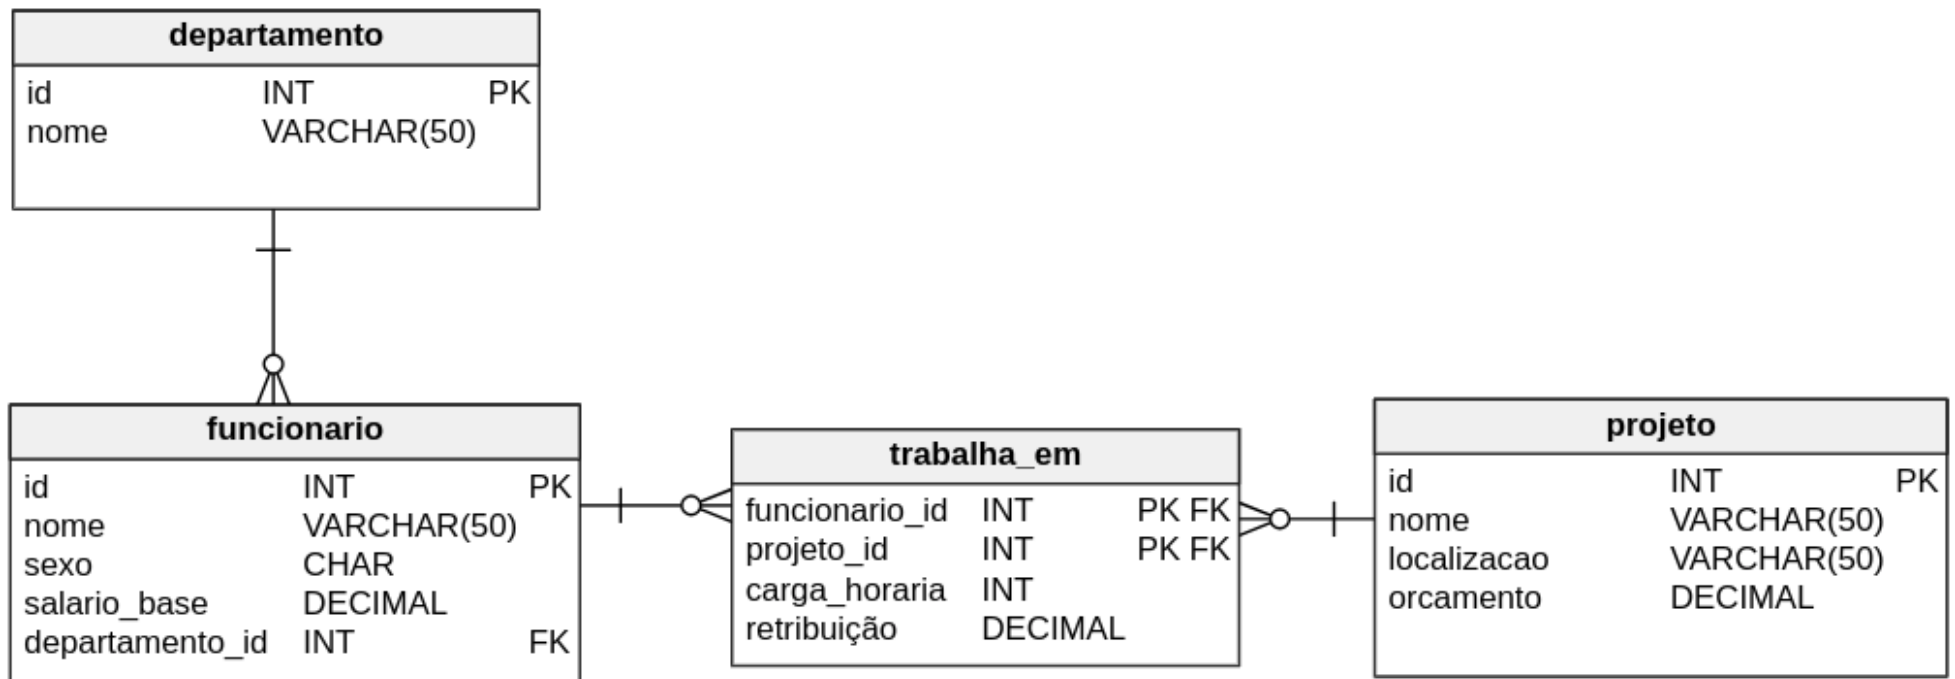 departamento
id INT PK
nome VARCHAR(50)
funcionario
id INT PK
nome VARCHAR(50)
sexo CHAR
salario_base DECIMAL
departamento_id INT FK
trabalha_em
funcionario_id INT PK FK
projeto_id INT PK FK
carga_horaria INT
retribuição DECIMAL
projeto
id INT PK
nome VARCHAR(50)
localizacao VARCHAR(50)
orcamento DECIMAL